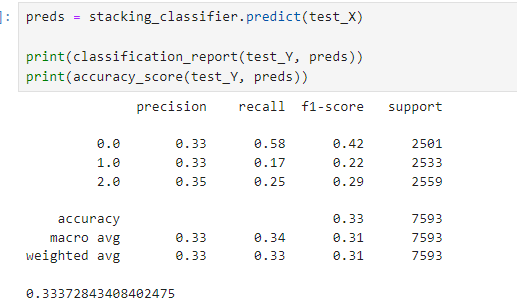 ]: preds = stacking_classifier.predict(test_X)
print(classification_report(test_Y, preds))
print(accuracy_score(test_Y, preds))
precision recall f1-score support
0.0 0.33 0.58 0.42 2501
1.0 0.33 0.17 0.22 2533
2.0 0.35 0.25 0.29 2559
accuracy 0.33 7593
macro avg 0.33 0.34 0.31 7593
weighted avg 0.33 0.33 0.31 7593
0.33372843408402475